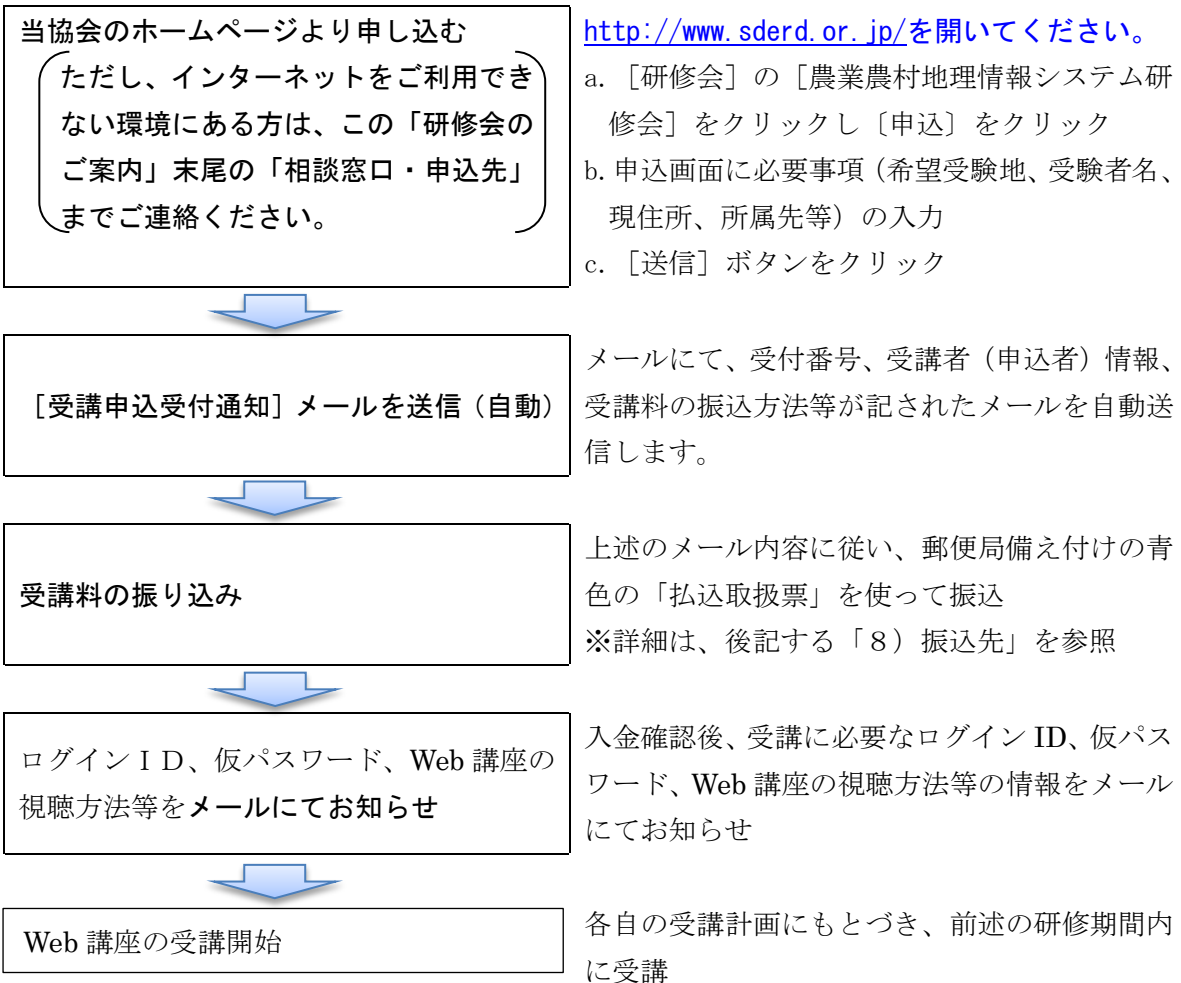 当協会のホームページより申し込む
ただし、インターネットをご利用でき
ない環境にある方は、この「研修会の
ご案内」末尾の「相談窓口・申込先」
までご連絡ください。
http://www.sderd.or.jp/を開いてください。
a. ［研修会］の［農業農村地理情報システム研
修会］をクリックし〔申込〕をクリック
b. 申込画面に必要事項（希望受験地、受験者名、
現住所、所属先等）の入力
c. ［送信］ボタンをクリック
［受講申込受付通知］メールを送信（自動）
メールにて、受付番号、受講者（申込者）情報、
受講料の振込方法等が記されたメールを自動送
信します。
受講料の振り込み
上述のメール内容に従い、郵便局備え付けの青
色の「払込取扱票」を使って振込
※詳細は、後記する「８）振込先」を参照
ログインＩＤ、仮パスワード、Web 講座の
視聴方法等をメールにてお知らせ
入金確認後、受講に必要なログイン ID、仮パス
ワード、Web 講座の視聴方法等の情報をメール
にてお知らせ
Web 講座の受講開始
各自の受講計画にもとづき、前述の研修期間内
に受講